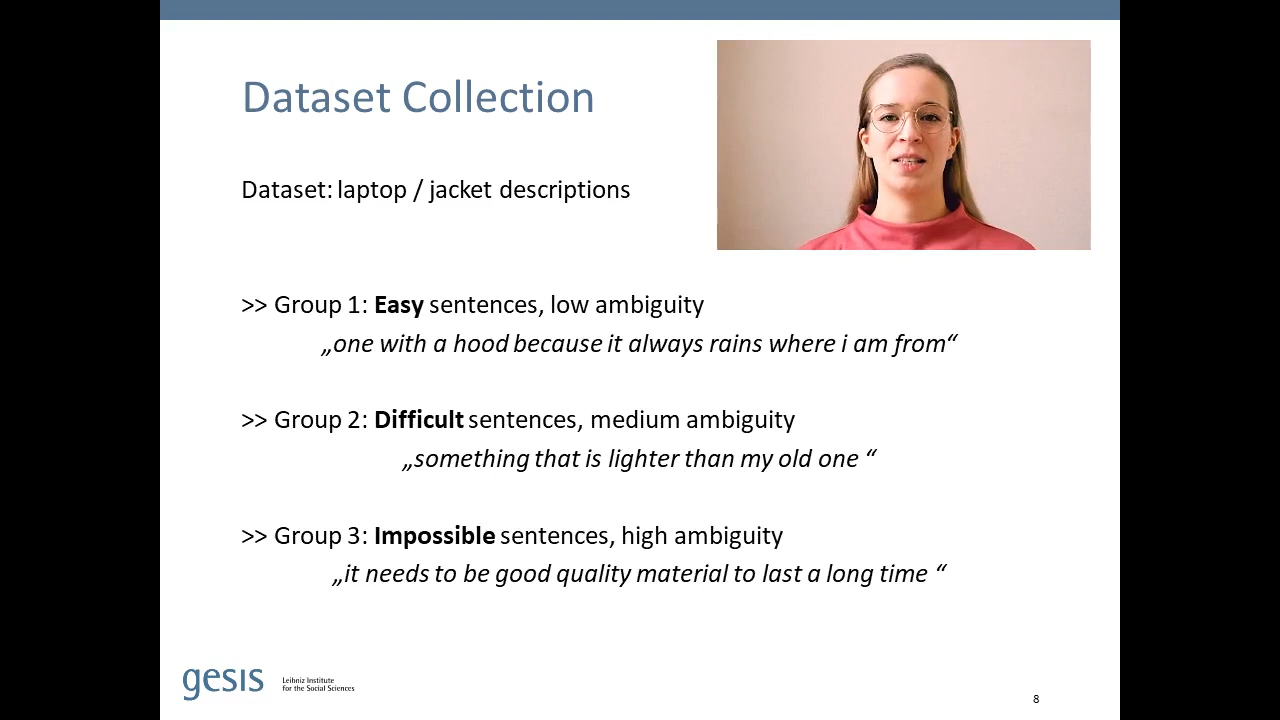 Dataset Collection
Dataset: laptop / jacket descriptions
>> Group 1: Easy sentences, low ambiguity
„one with a hood because it always rains where i am from“
>> Group 2: Difficult sentences, medium ambiguity
„something that is lighter than my old one “
>> Group 3: Impossible sentences, high ambiguity
„it needs to be good quality material to last a long time “
gesis
Leibniz Institute
for the Social Sciences
8